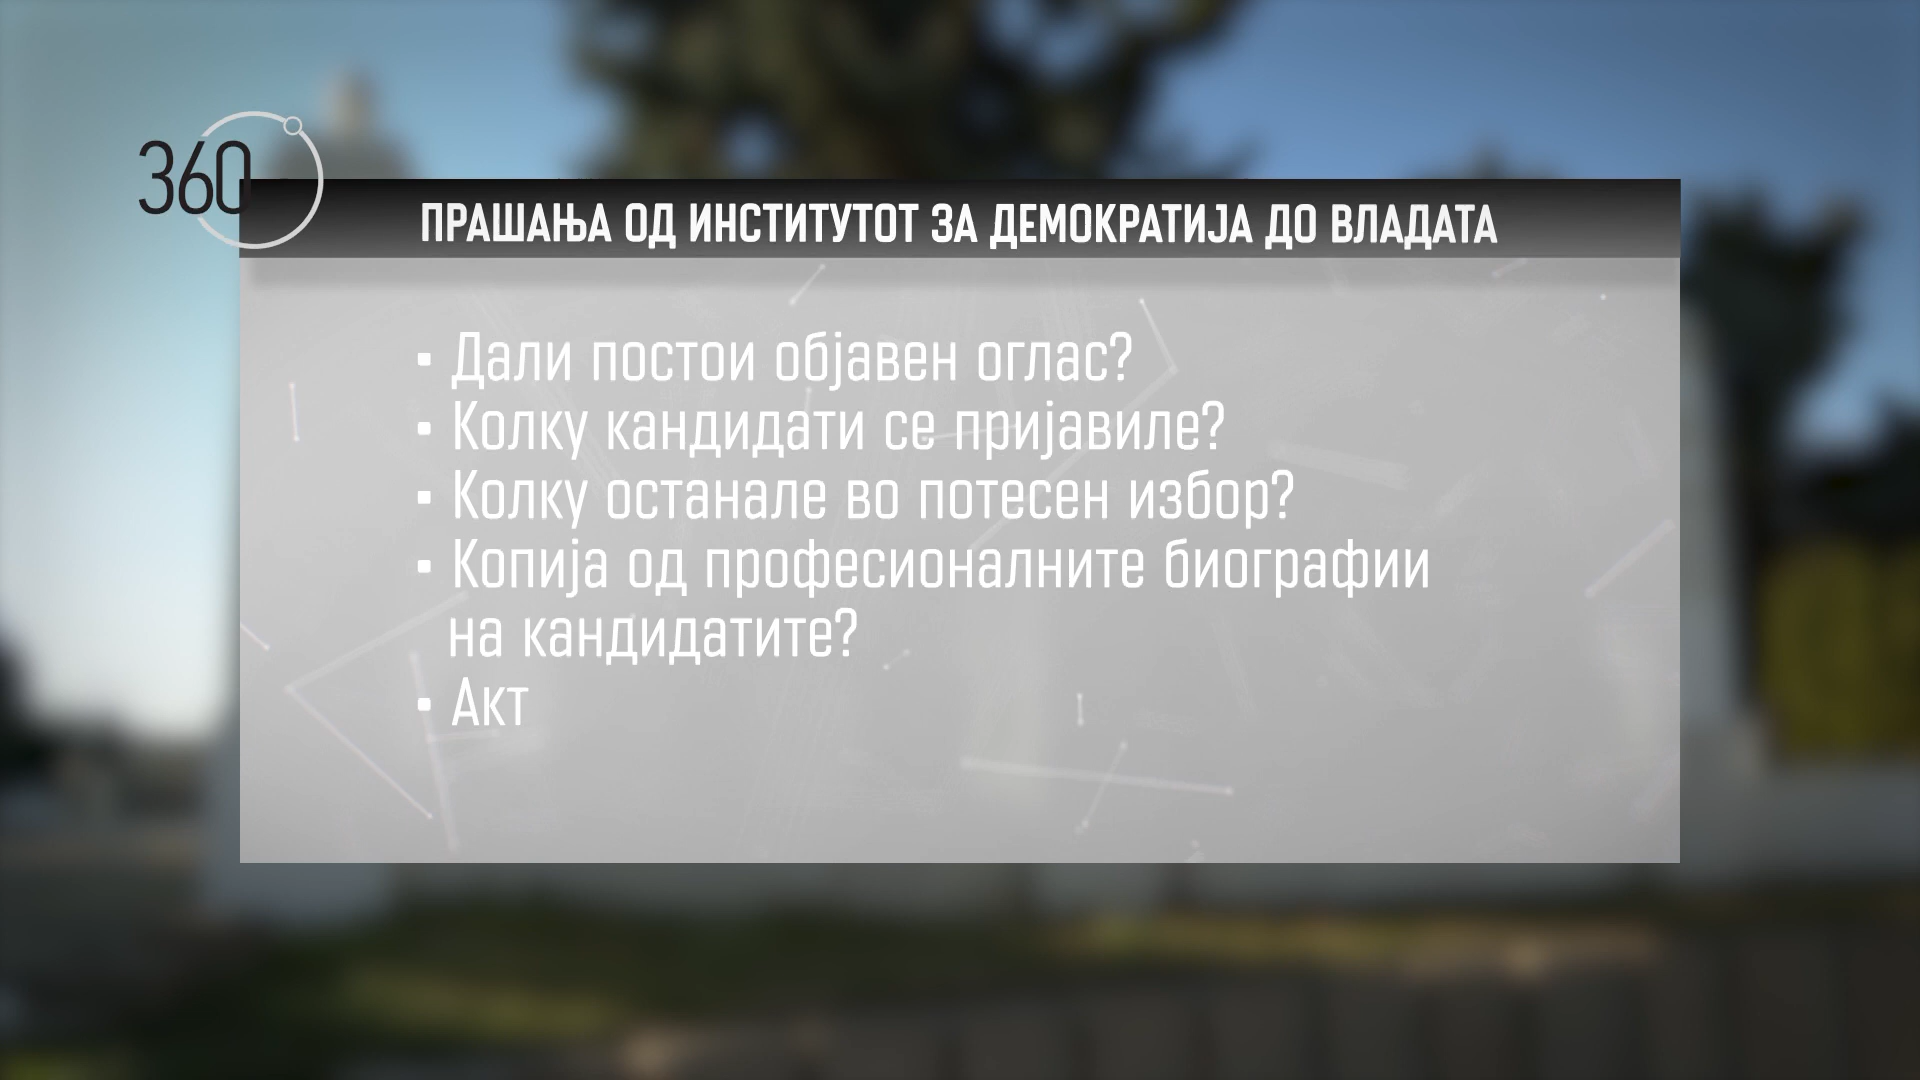 360
ПРАШАЊА ОД ИНСТИТУТОТ ЗА ДЕМОКРАТИЈА ДО ВЛАДАТА
▪ Дали постои објавен оглас?
▪ Колку кандидати се пријавиле?
▪ Колку останале во потесен избор?
▪ Копија од професионалните биографии
на кандидатите?
▪ Акт